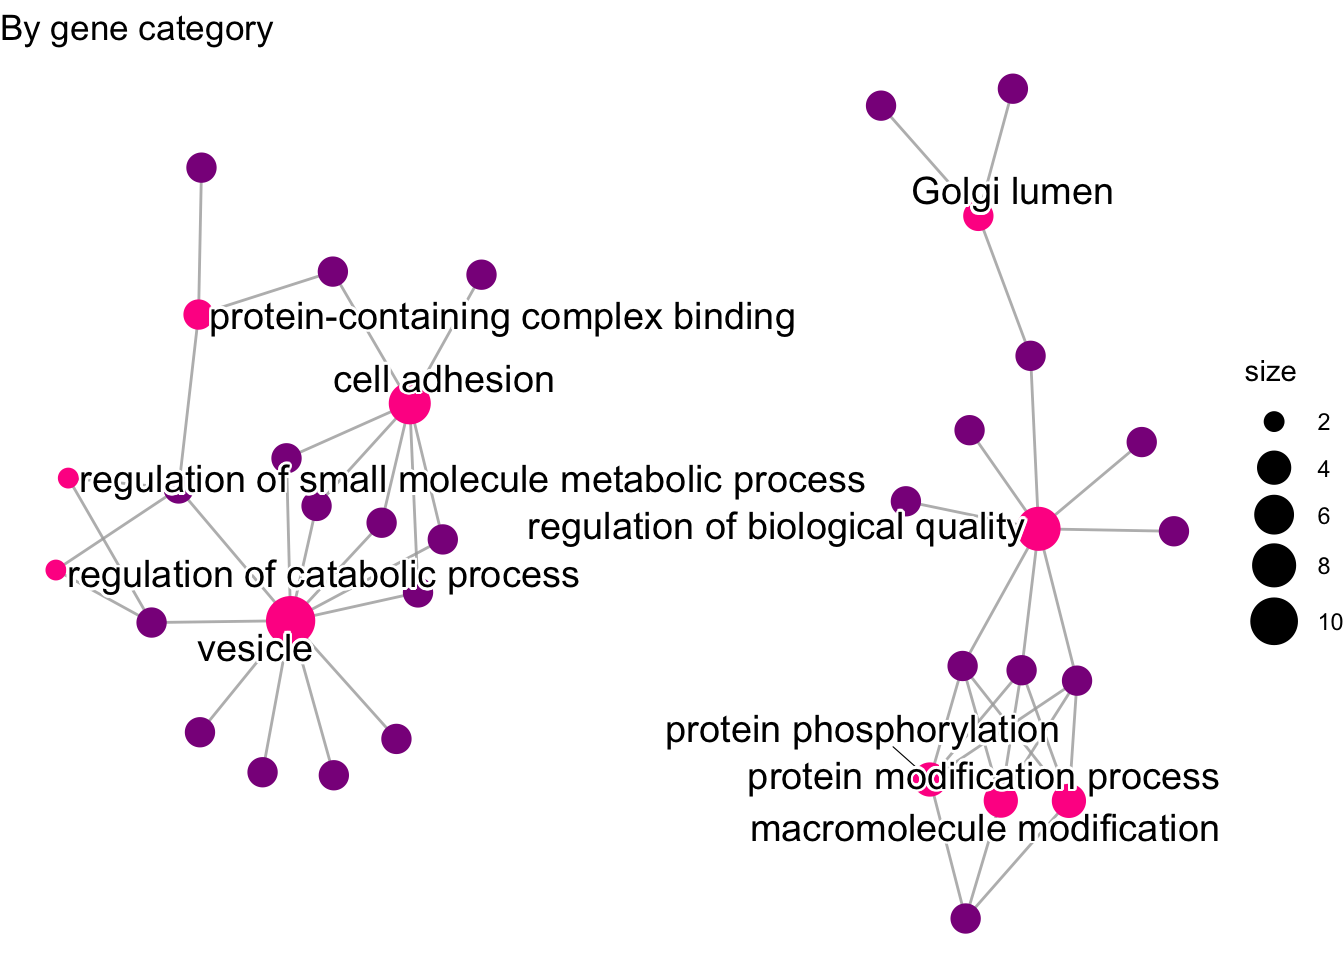 By gene category
Golgi lumen
protein-containing complex binding
cell adhesion
regulation of small molecule metabolic process
regulation of biological quality
regulation of catabolic process
vesicle
protein phosphorylation
protein modification process
macromolecule modification
size
2
4
6
8
10